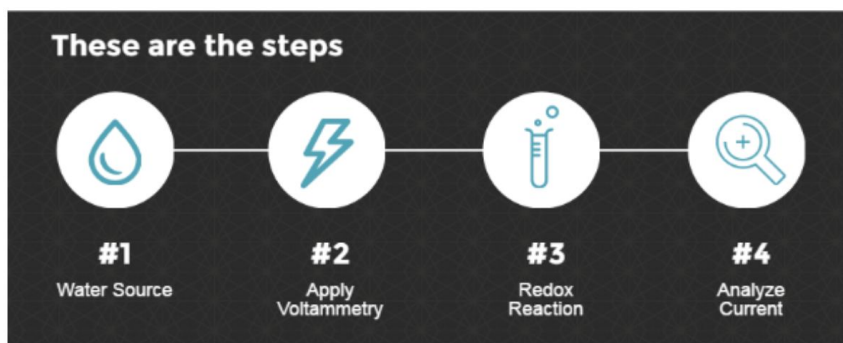 These are the steps
#1
Water Source
#2
Apply
Voltammetry
#3
Redox
Reaction
#4
Analyze
Current